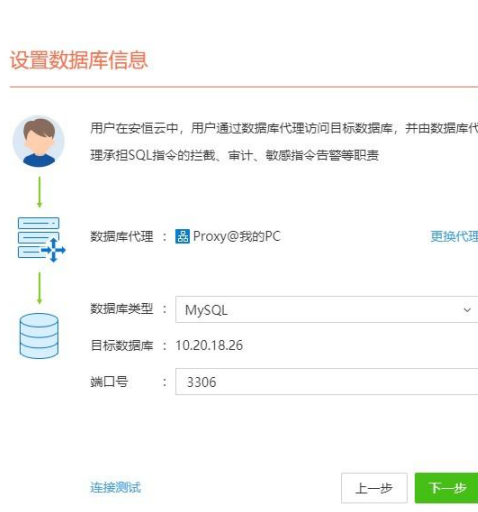 设置数据库信息
用户在安恒云中，用户通过数据库代理访问目标数据库，并由数据库代
理承担SQL指令的拦截、审计、敏感指令告警等职责
数据库代理 ： Proxy@我的PC 更换代理
数据库类型 ： MySQL
目标数据库 ： 10.20.18.26
端口号 ： 3306
连接测试 上一步 下一步